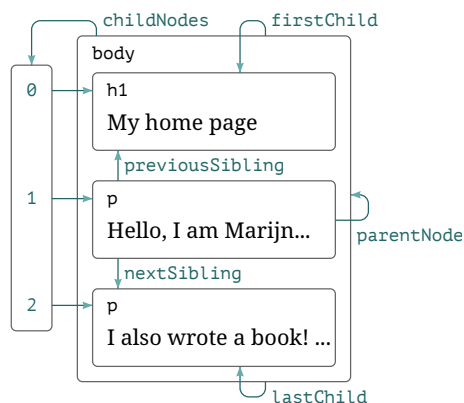 childNodes
firstChild
body
0
h1
My home page
previousSibling
1
p
Hello, I am Marijn...
parentNode
nextSibling
2
p
I also wrote a book! ...
lastChild